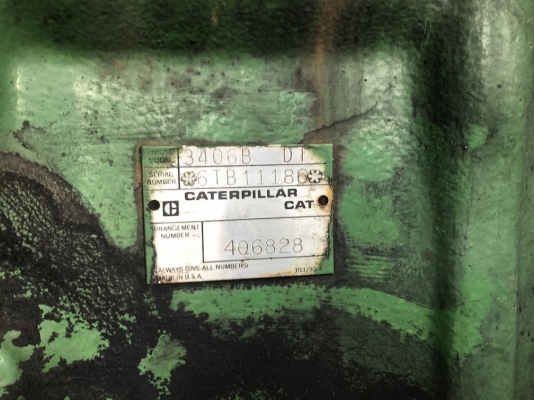 MODEL 3406B DI
SERIAL NUMBER *6TB11186*
CATERPILLAR
CAT
ARRANGEMENT NUMBER
4Q6828
(ALWAYS GIVE ALL NUMBERS)
MADE IN U.S.A.